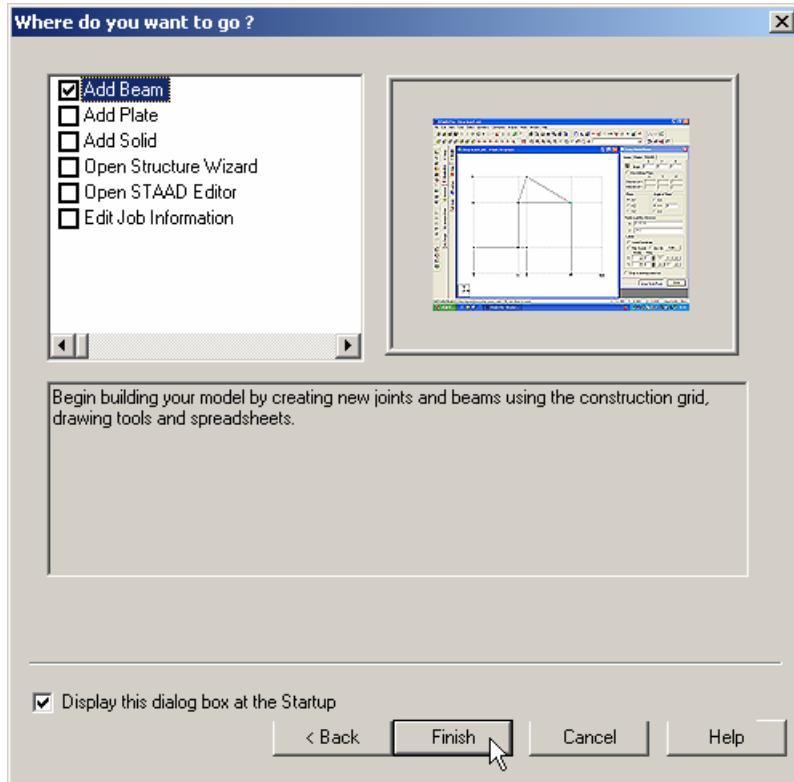 Where do you want to go ?
Add Beam
Add Plate
Add Solid
Open Structure Wizard
Open STAAD Editor
Edit Job Information
Begin building your model by creating new joints and beams using the construction grid,
drawing tools and spreadsheets.
Display this dialog box at the Startup
< Back
Finish
Cancel
Help